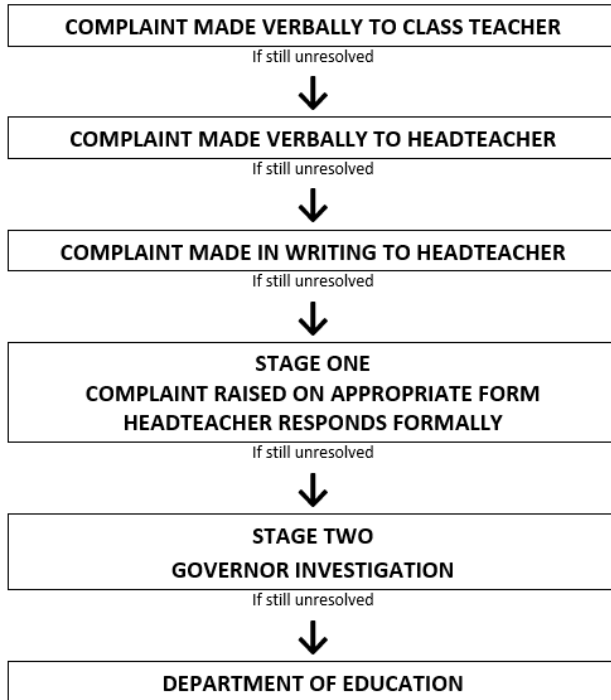 COMPLAINT MADE VERBALLY TO CLASS TEACHER
If still unresolved
COMPLAINT MADE VERBALLY TO HEADTEACHER
If still unresolved
COMPLAINT MADE IN WRITING TO HEADTEACHER
If still unresolved
STAGE ONE
COMPLAINT RAISED ON APPROPRIATE FORM
HEADTEACHER RESPONDS FORMALLY
If still unresolved
STAGE TWO
GOVERNOR INVESTIGATION
If still unresolved
DEPARTMENT OF EDUCATION